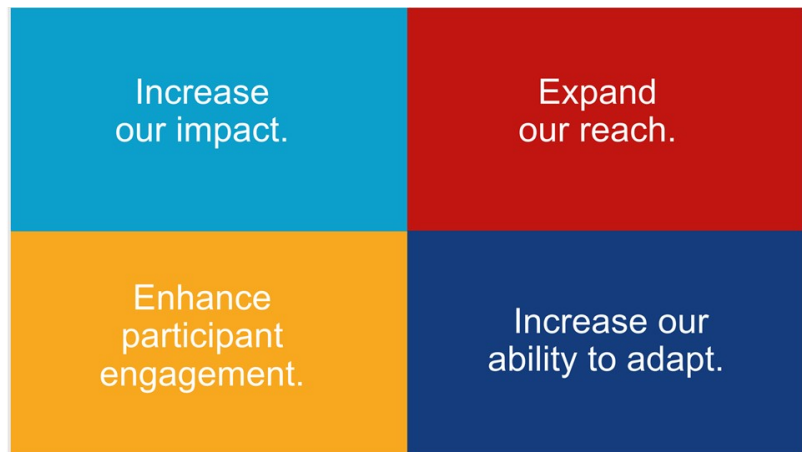 Increase
our impact.
Expand
our reach.
Enhance
participant
engagement.
Increase our
ability to adapt.